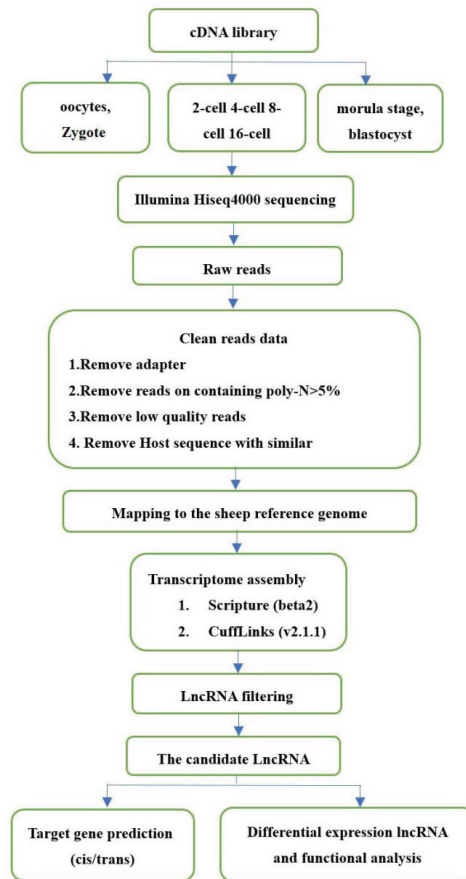 cDNA library
oocytes,
Zygote
2-cell 4-cell 8-
cell 16-cell
morula stage,
blastocyst
Illumina Hiseq4000 sequencing
Raw reads
Clean reads data
1.Remove adapter
2.Remove reads on containing poly-N>5%
3.Remove low quality reads
4. Remove Host sequence with similar
Mapping to the sheep reference genome
Transcriptome assembly
1. Scripture (beta2)
2. CuffLinks (v2.1.1)
LncRNA filtering
The candidate LncRNA
Target gene prediction
(cis/trans)
Differential expression lncRNA
and functional analysis